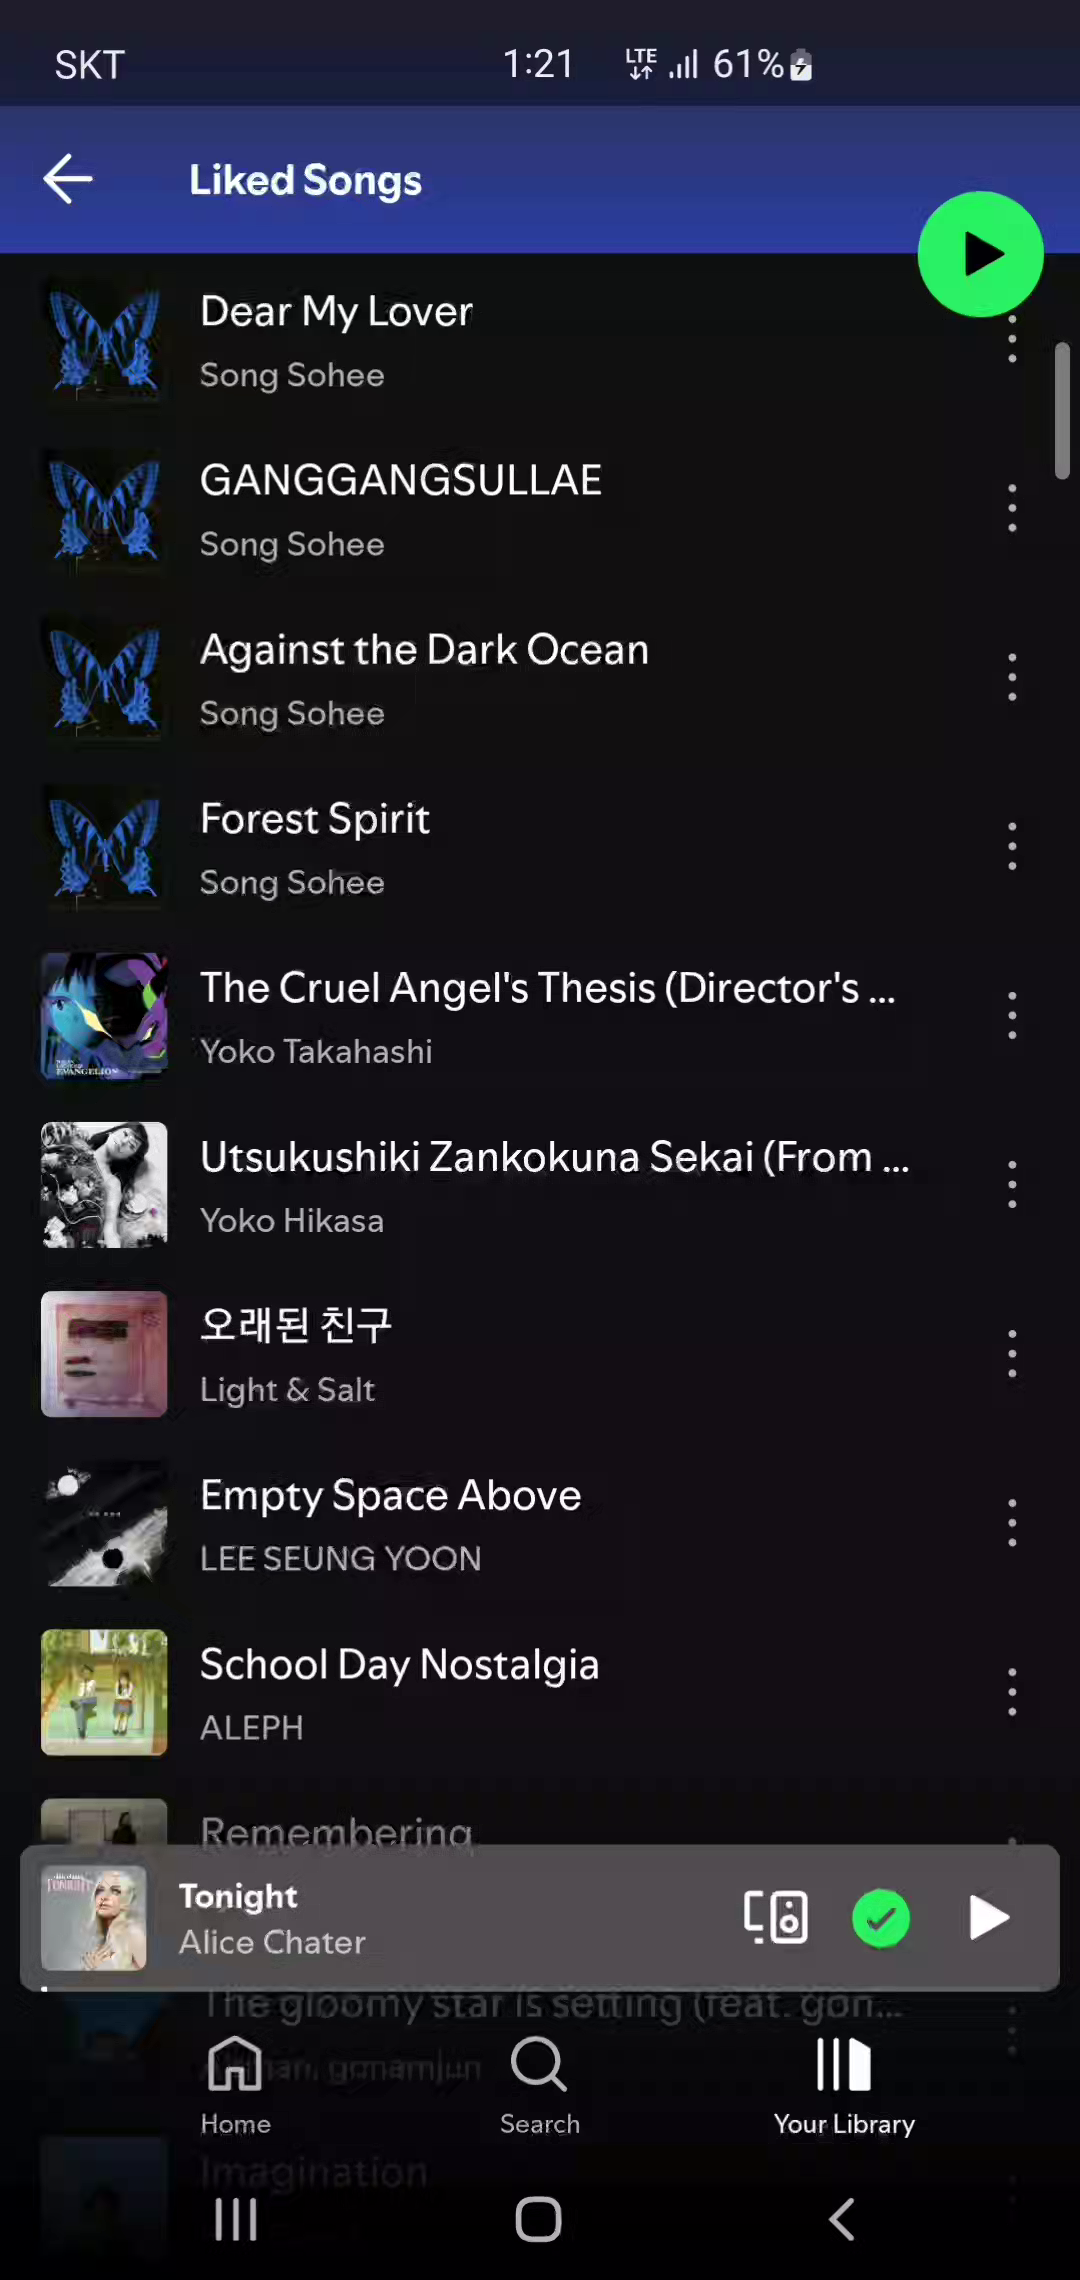 SKT 1:21 LTE 61%
Liked Songs
Dear My Lover
Song Sohee
GANGGANGSULLAE
Song Sohee
Against the Dark Ocean
Song Sohee
Forest Spirit
Song Sohee
The Cruel Angel's Thesis (Director's ...
EVANGELION
Yoko Takahashi
Utsukushiki Zankokuna Sekai (From ...
Yoko Hikasa
오래된 친구
Light & Salt
Empty Space Above
LEE SEUNG YOON
School Day Nostalgia
ALEPH
Remembering
TONIGHT
Tonight
Alice Chater
The gloomy star is setting (feat. gon...
gonamjun
Home Search Your Library
Imagination